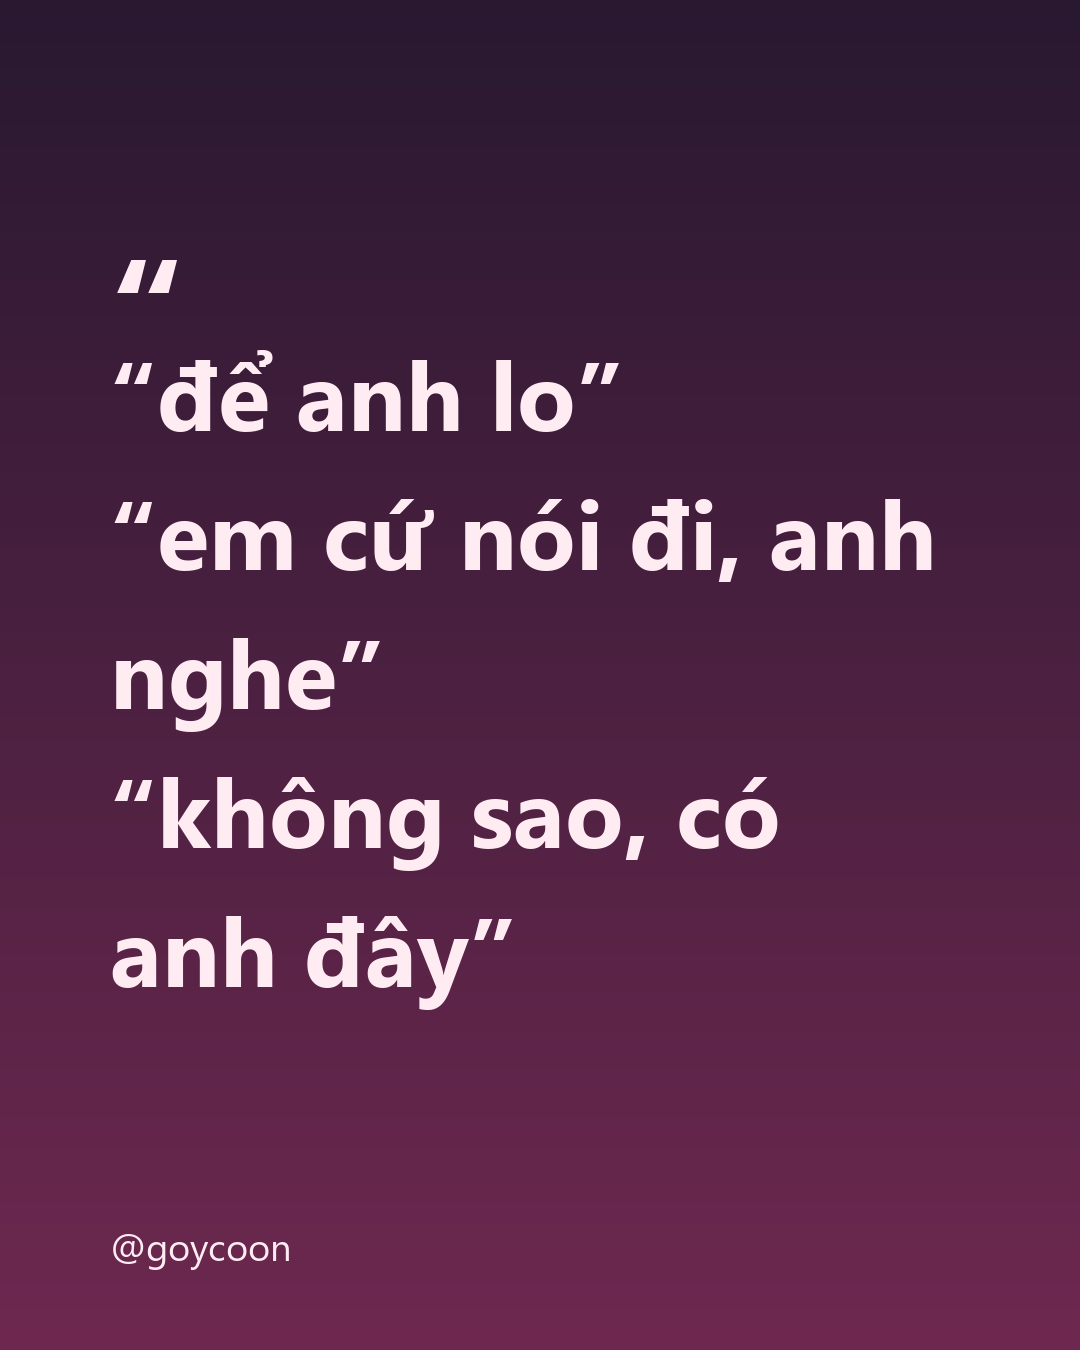 “
“để anh lo”
“em cứ nói đi, anh
nghe”
“không sao, có
anh đây”
@goycoon